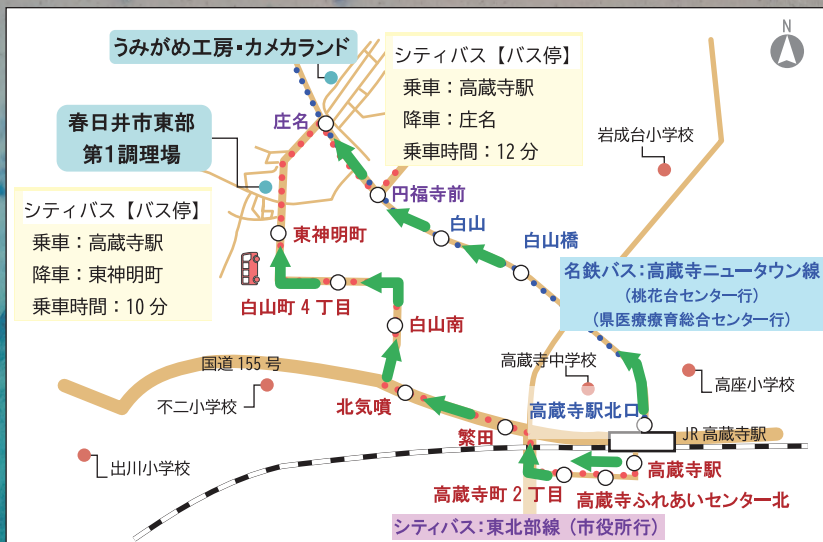 うみがめ工房・カメカランド
シティバス【バス停】
乗車：高蔵寺駅
降車：庄名
乗車時間：12分
N
春日井市東部
第1調理場
庄名
岩成台小学校
円福寺前
シティバス【バス停】
乗車：高蔵寺駅
降車：東神明町
乗車時間：10分
東神明町
白山
白山橋
名鉄バス：高蔵寺ニュータウン線
（桃花台センター行）
（県医療療育総合センター行）
白山町4丁目
白山南
国道155号
高蔵寺中学校
高座小学校
不二小学校
北気噴
高蔵寺駅北口
繁田
JR高蔵寺駅
出川小学校
高蔵寺駅
高蔵寺町2丁目
高蔵寺ふれあいセンター北
シティバス：東北部線（市役所行）